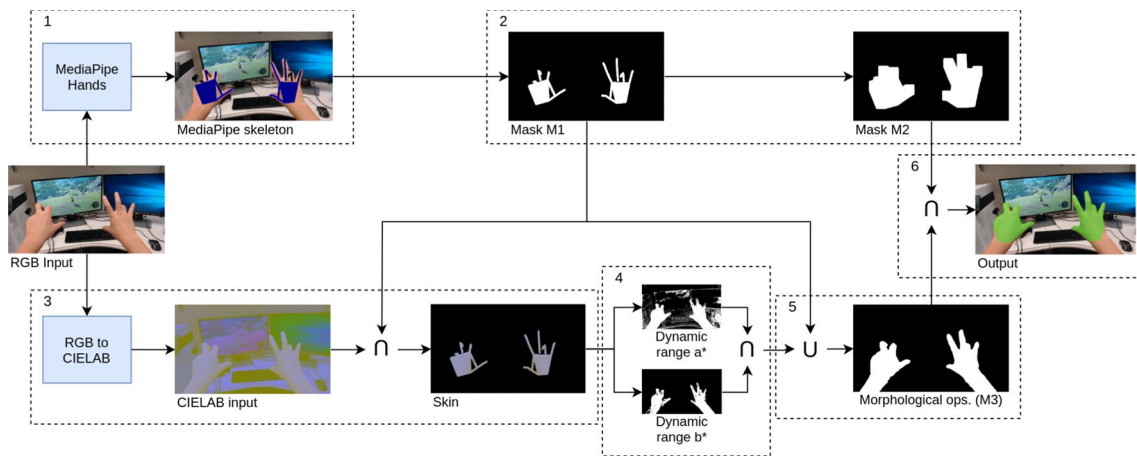 1
MediaPipe
Hands
MediaPipe skeleton
2
Mask M1
Mask M2
RGB Input
3
RGB to
CIELAB
CIELAB input
∩
Skin
4
Dynamic
range a*
Dynamic
range b*
∩
5
∪
Morphological ops. (M3)
6
∩
Output